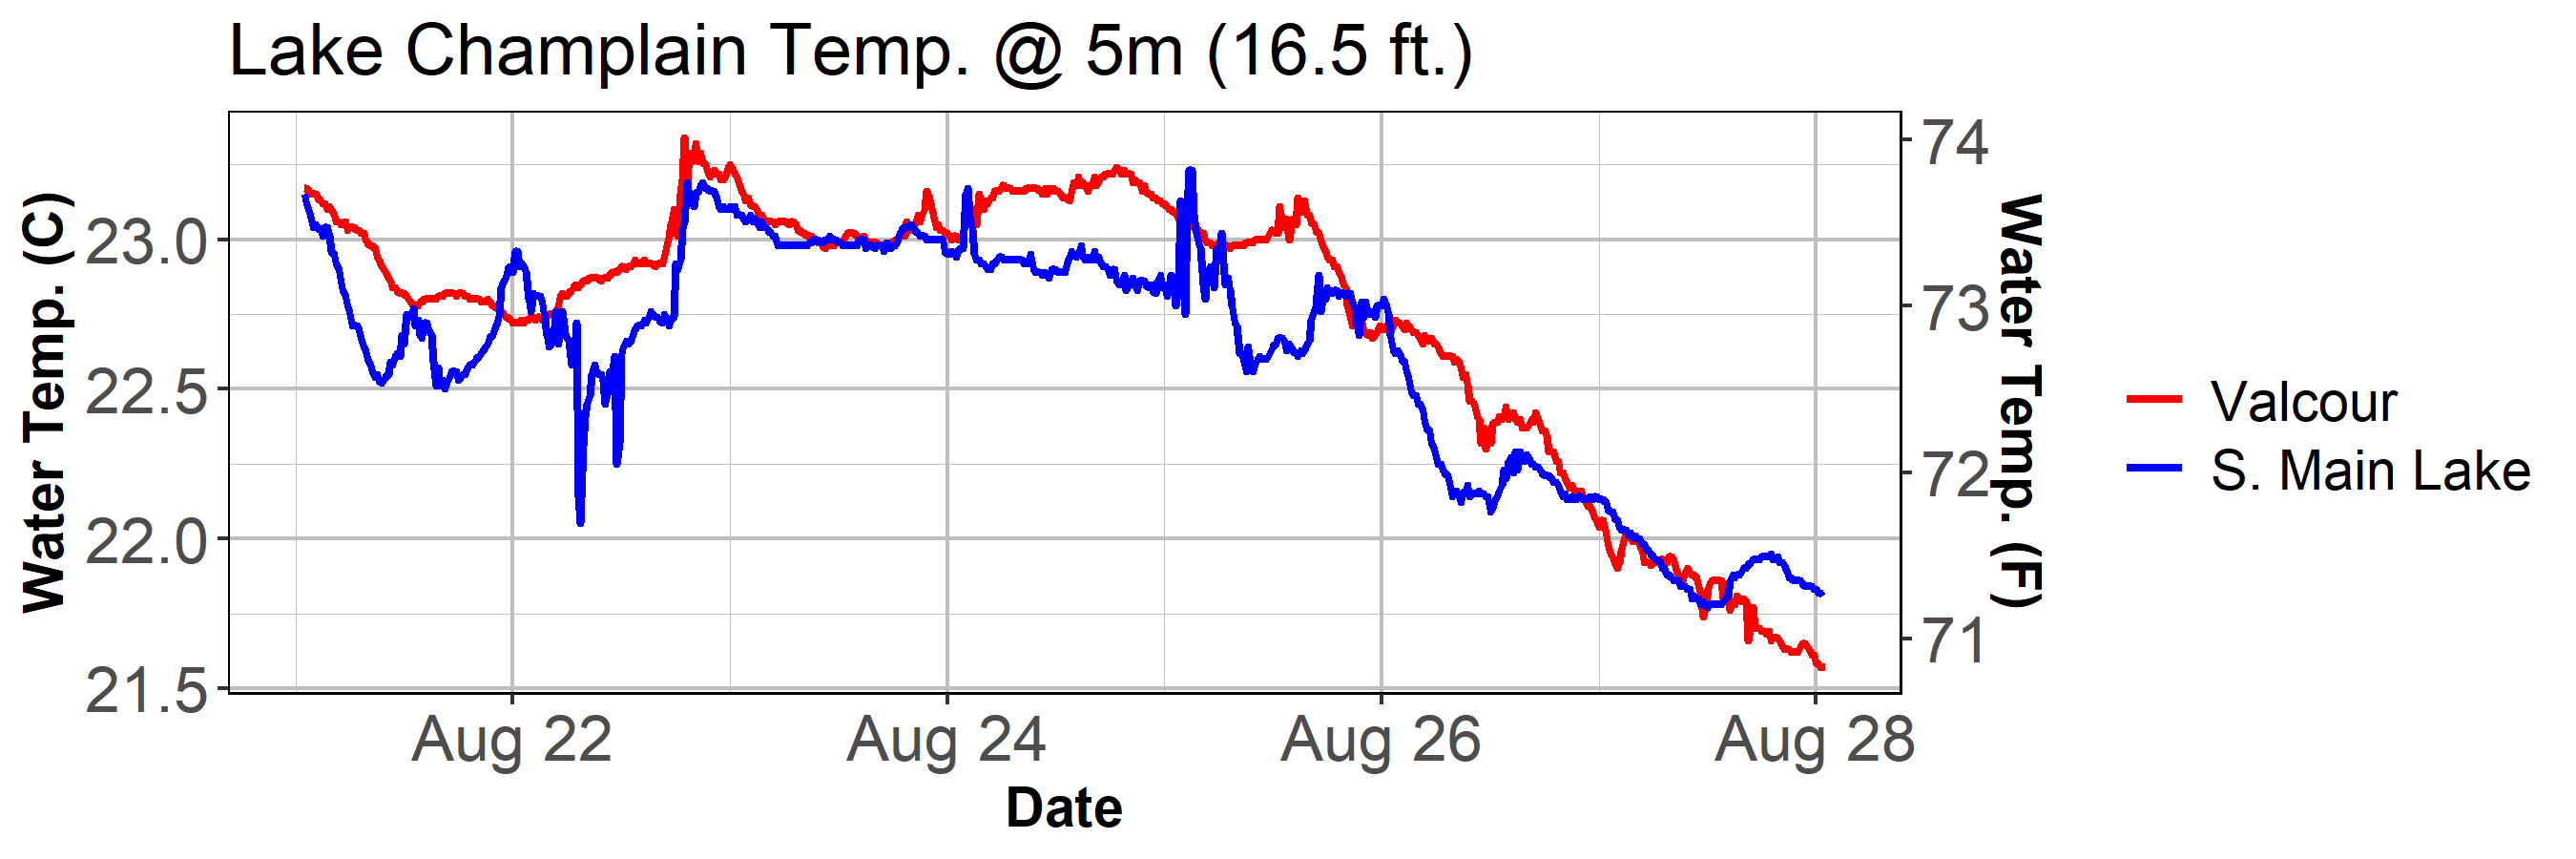 Lake Champlain Temp. @ 5m (16.5 ft.)
Water Temp. (C)
23.0
22.5
22.0
21.5
74
73
72
71
Water Temp. (F)
Aug 22
Aug 24
Aug 26
Aug 28
Date
Valcour
S. Main Lake